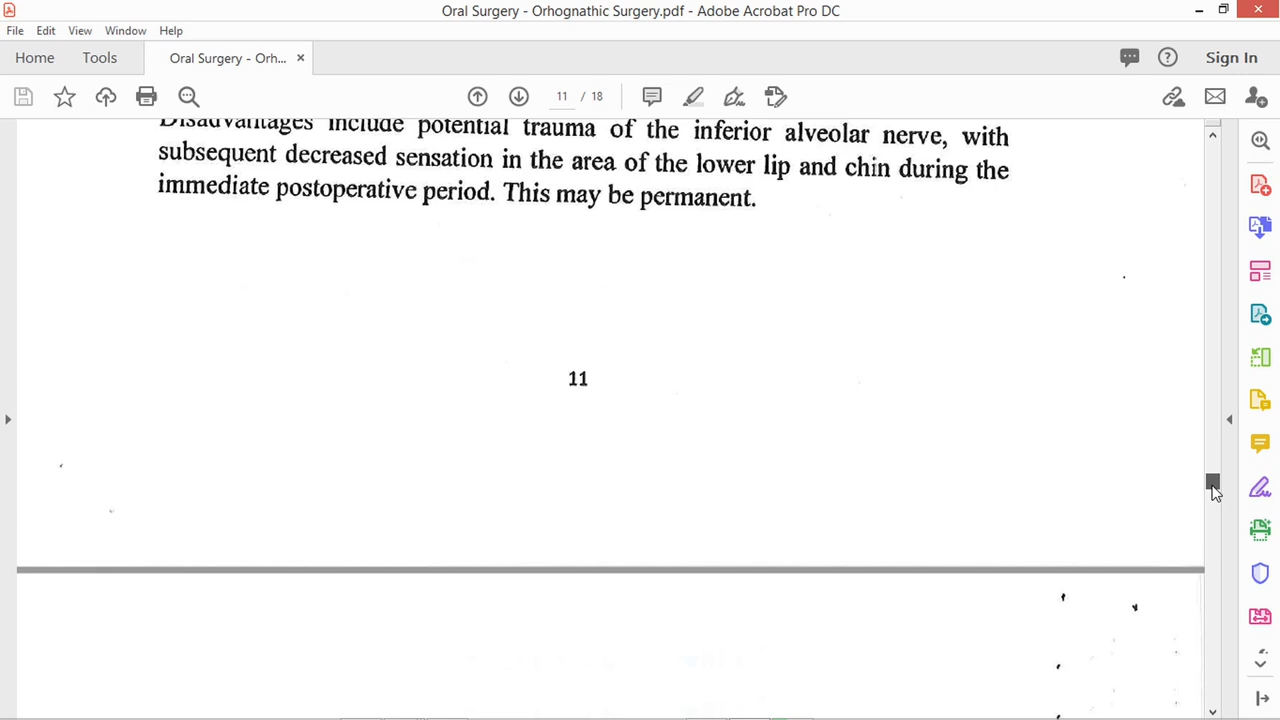 Oral Surgery - Orhognathic Surgery.pdf - Adobe Acrobat Pro DC
File Edit View Window Help
Home Tools Oral Surgery - Orh... ×
Sign In
11 / 18
Disadvantages include potential trauma of the inferior alveolar nerve, with
subsequent decreased sensation in the area of the lower lip and chin during the
immediate postoperative period. This may be permanent.
11